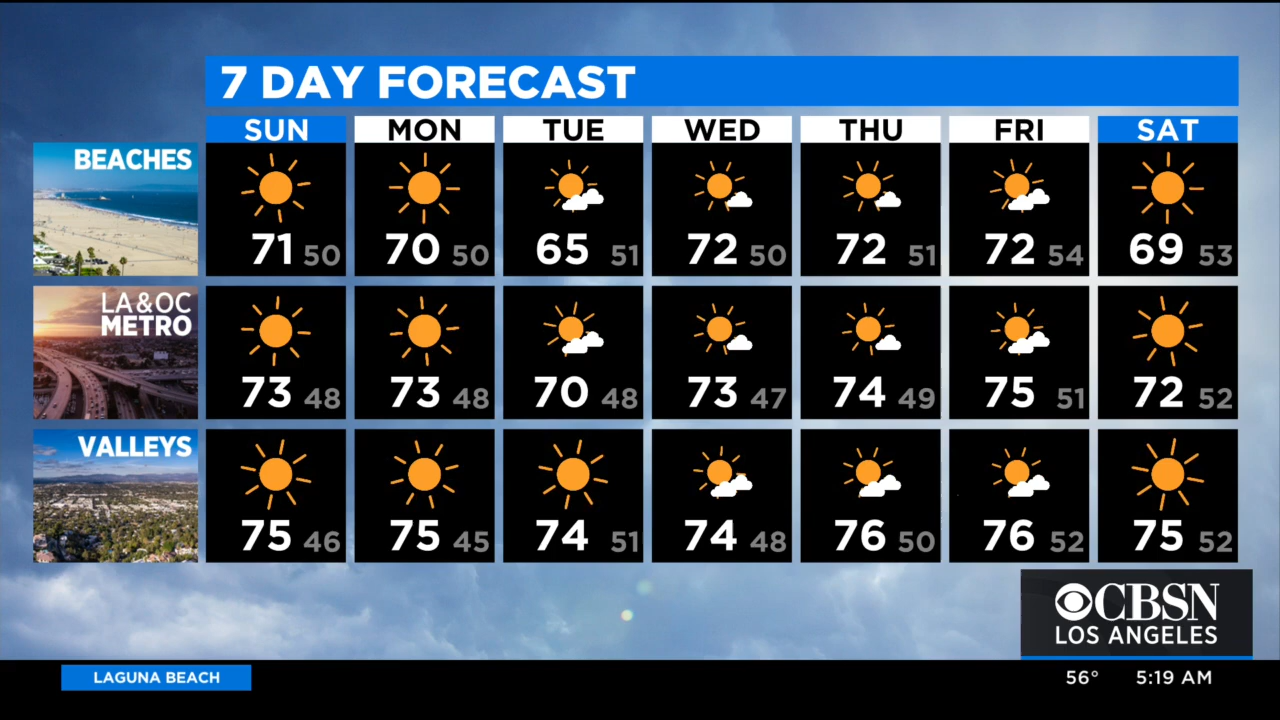 7 DAY FORECAST
SUN MON TUE WED THU FRI SAT
BEACHES
71 50 70 50 65 51 72 50 72 51 72 54 69 53
LA & OC
METRO
73 48 73 48 70 48 73 47 74 49 75 51 72 52
VALLEYS
75 46 75 45 74 51 74 48 76 50 76 52 75 52
CBSN
LOS ANGELES
LAGUNA BEACH 56° 5:19 AM